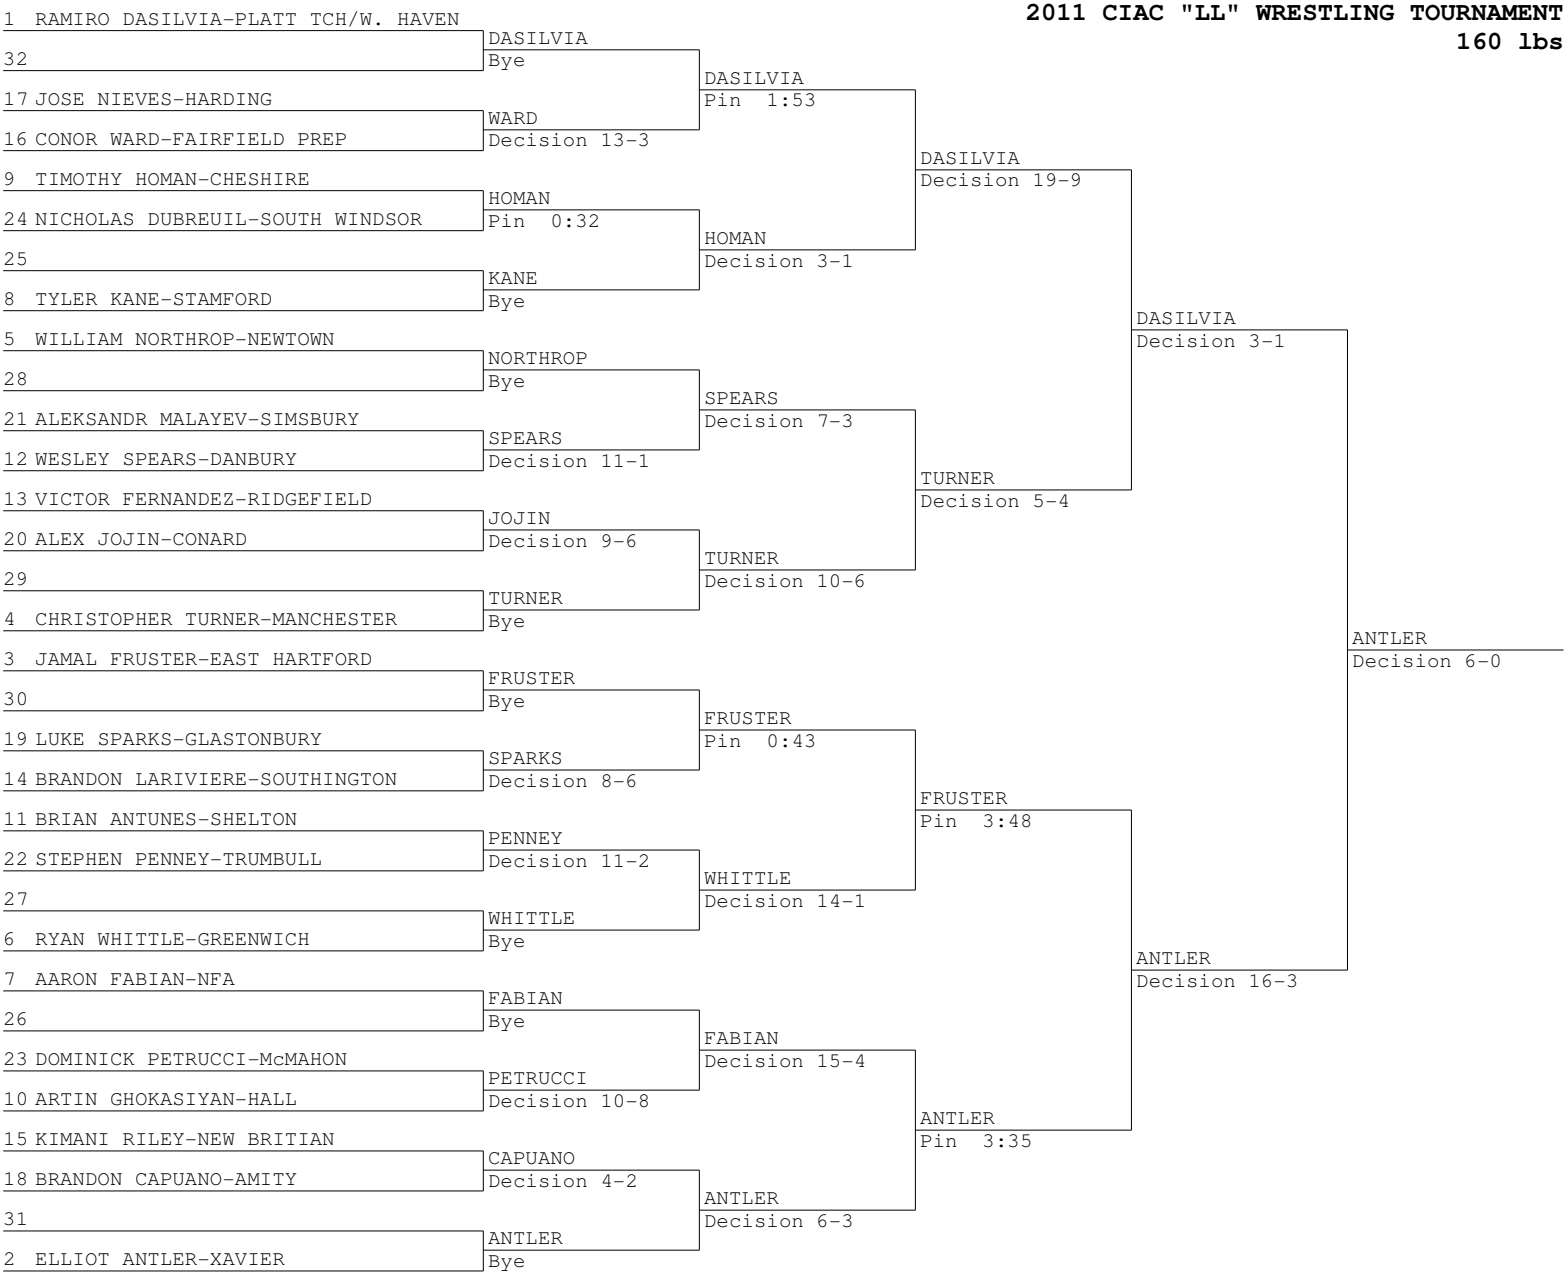 2011 CIAC "LL" WRESTLING TOURNAMENT
160 lbs
1 RAMIRO DASILVIA-PLATT TCH/W. HAVEN
32
17 JOSE NIEVES-HARDING
16 CONOR WARD-FAIRFIELD PREP
9 TIMOTHY HOMAN-CHESHIRE
24 NICHOLAS DUBREUIL-SOUTH WINDSOR
25
8 TYLER KANE-STAMFORD
5 WILLIAM NORTHROP-NEWTOWN
28
21 ALEKSANDR MALAYEV-SIMSBURY
12 WESLEY SPEARS-DANBURY
13 VICTOR FERNANDEZ-RIDGEFIELD
20 ALEX JOJIN-CONARD
29
4 CHRISTOPHER TURNER-MANCHESTER
3 JAMAL FRUSTER-EAST HARTFORD
30
19 LUKE SPARKS-GLASTONBURY
14 BRANDON LARIVIERE-SOUTHINGTON
11 BRIAN ANTUNES-SHELTON
22 STEPHEN PENNEY-TRUMBULL
27
6 RYAN WHITTLE-GREENWICH
7 AARON FABIAN-NFA
26
23 DOMINICK PETRUCCI-McMAHON
10 ARTIN GHOKASIYAN-HALL
15 KIMANI RILEY-NEW BRITIAN
18 BRANDON CAPUANO-AMITY
31
2 ELLIOT ANTLER-XAVIER
DASILVIA
Bye
WARD
Decision 13-3
HOMAN
Pin 0:32
KANE
Bye
NORTHROP
Bye
SPEARS
Decision 11-1
JOJIN
Decision 9-6
TURNER
Bye
FRUSTER
Bye
SPARKS
Decision 8-6
PENNEY
Decision 11-2
WHITTLE
Bye
FABIAN
Bye
PETRUCCI
Decision 10-8
CAPUANO
Decision 4-2
ANTLER
Bye
DASILVIA
Pin 1:53
HOMAN
Decision 3-1
SPEARS
Decision 7-3
TURNER
Decision 10-6
FRUSTER
Pin 0:43
WHITTLE
Decision 14-1
FABIAN
Decision 15-4
ANTLER
Decision 6-3
DASILVIA
Decision 19-9
TURNER
Decision 5-4
FRUSTER
Pin 3:48
ANTLER
Pin 3:35
DASILVIA
Decision 3-1
ANTLER
Decision 16-3
ANTLER
Decision 6-0